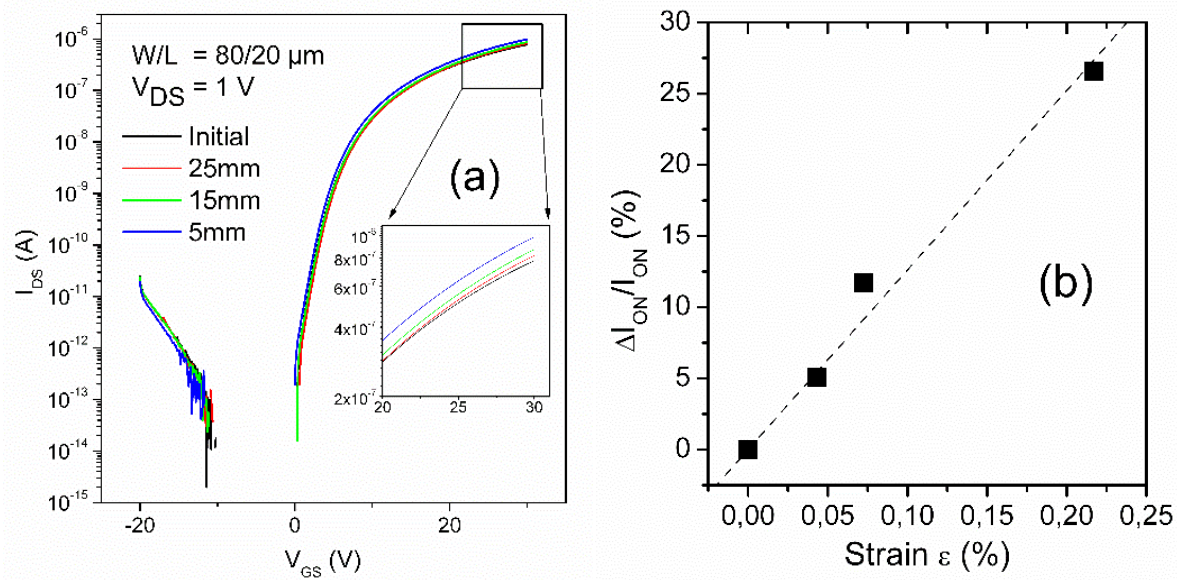 10⁻⁶
10⁻⁷
10⁻⁸
10⁻⁹
10⁻¹⁰
10⁻¹¹
10⁻¹²
10⁻¹³
10⁻¹⁴
10⁻¹⁵
I_DS (A)
W/L = 80/20 µm
V_DS = 1 V
Initial
25mm
15mm
5mm
(a)
10⁻⁶
8x10⁻⁷
6x10⁻⁷
4x10⁻⁷
2x10⁻⁷
20 25 30
-20 0 20
V_GS (V)
30
25
20
15
10
5
0
ΔI_ON/I_ON (%)
(b)
0,00 0,05 0,10 0,15 0,20 0,25
Strain ε (%)